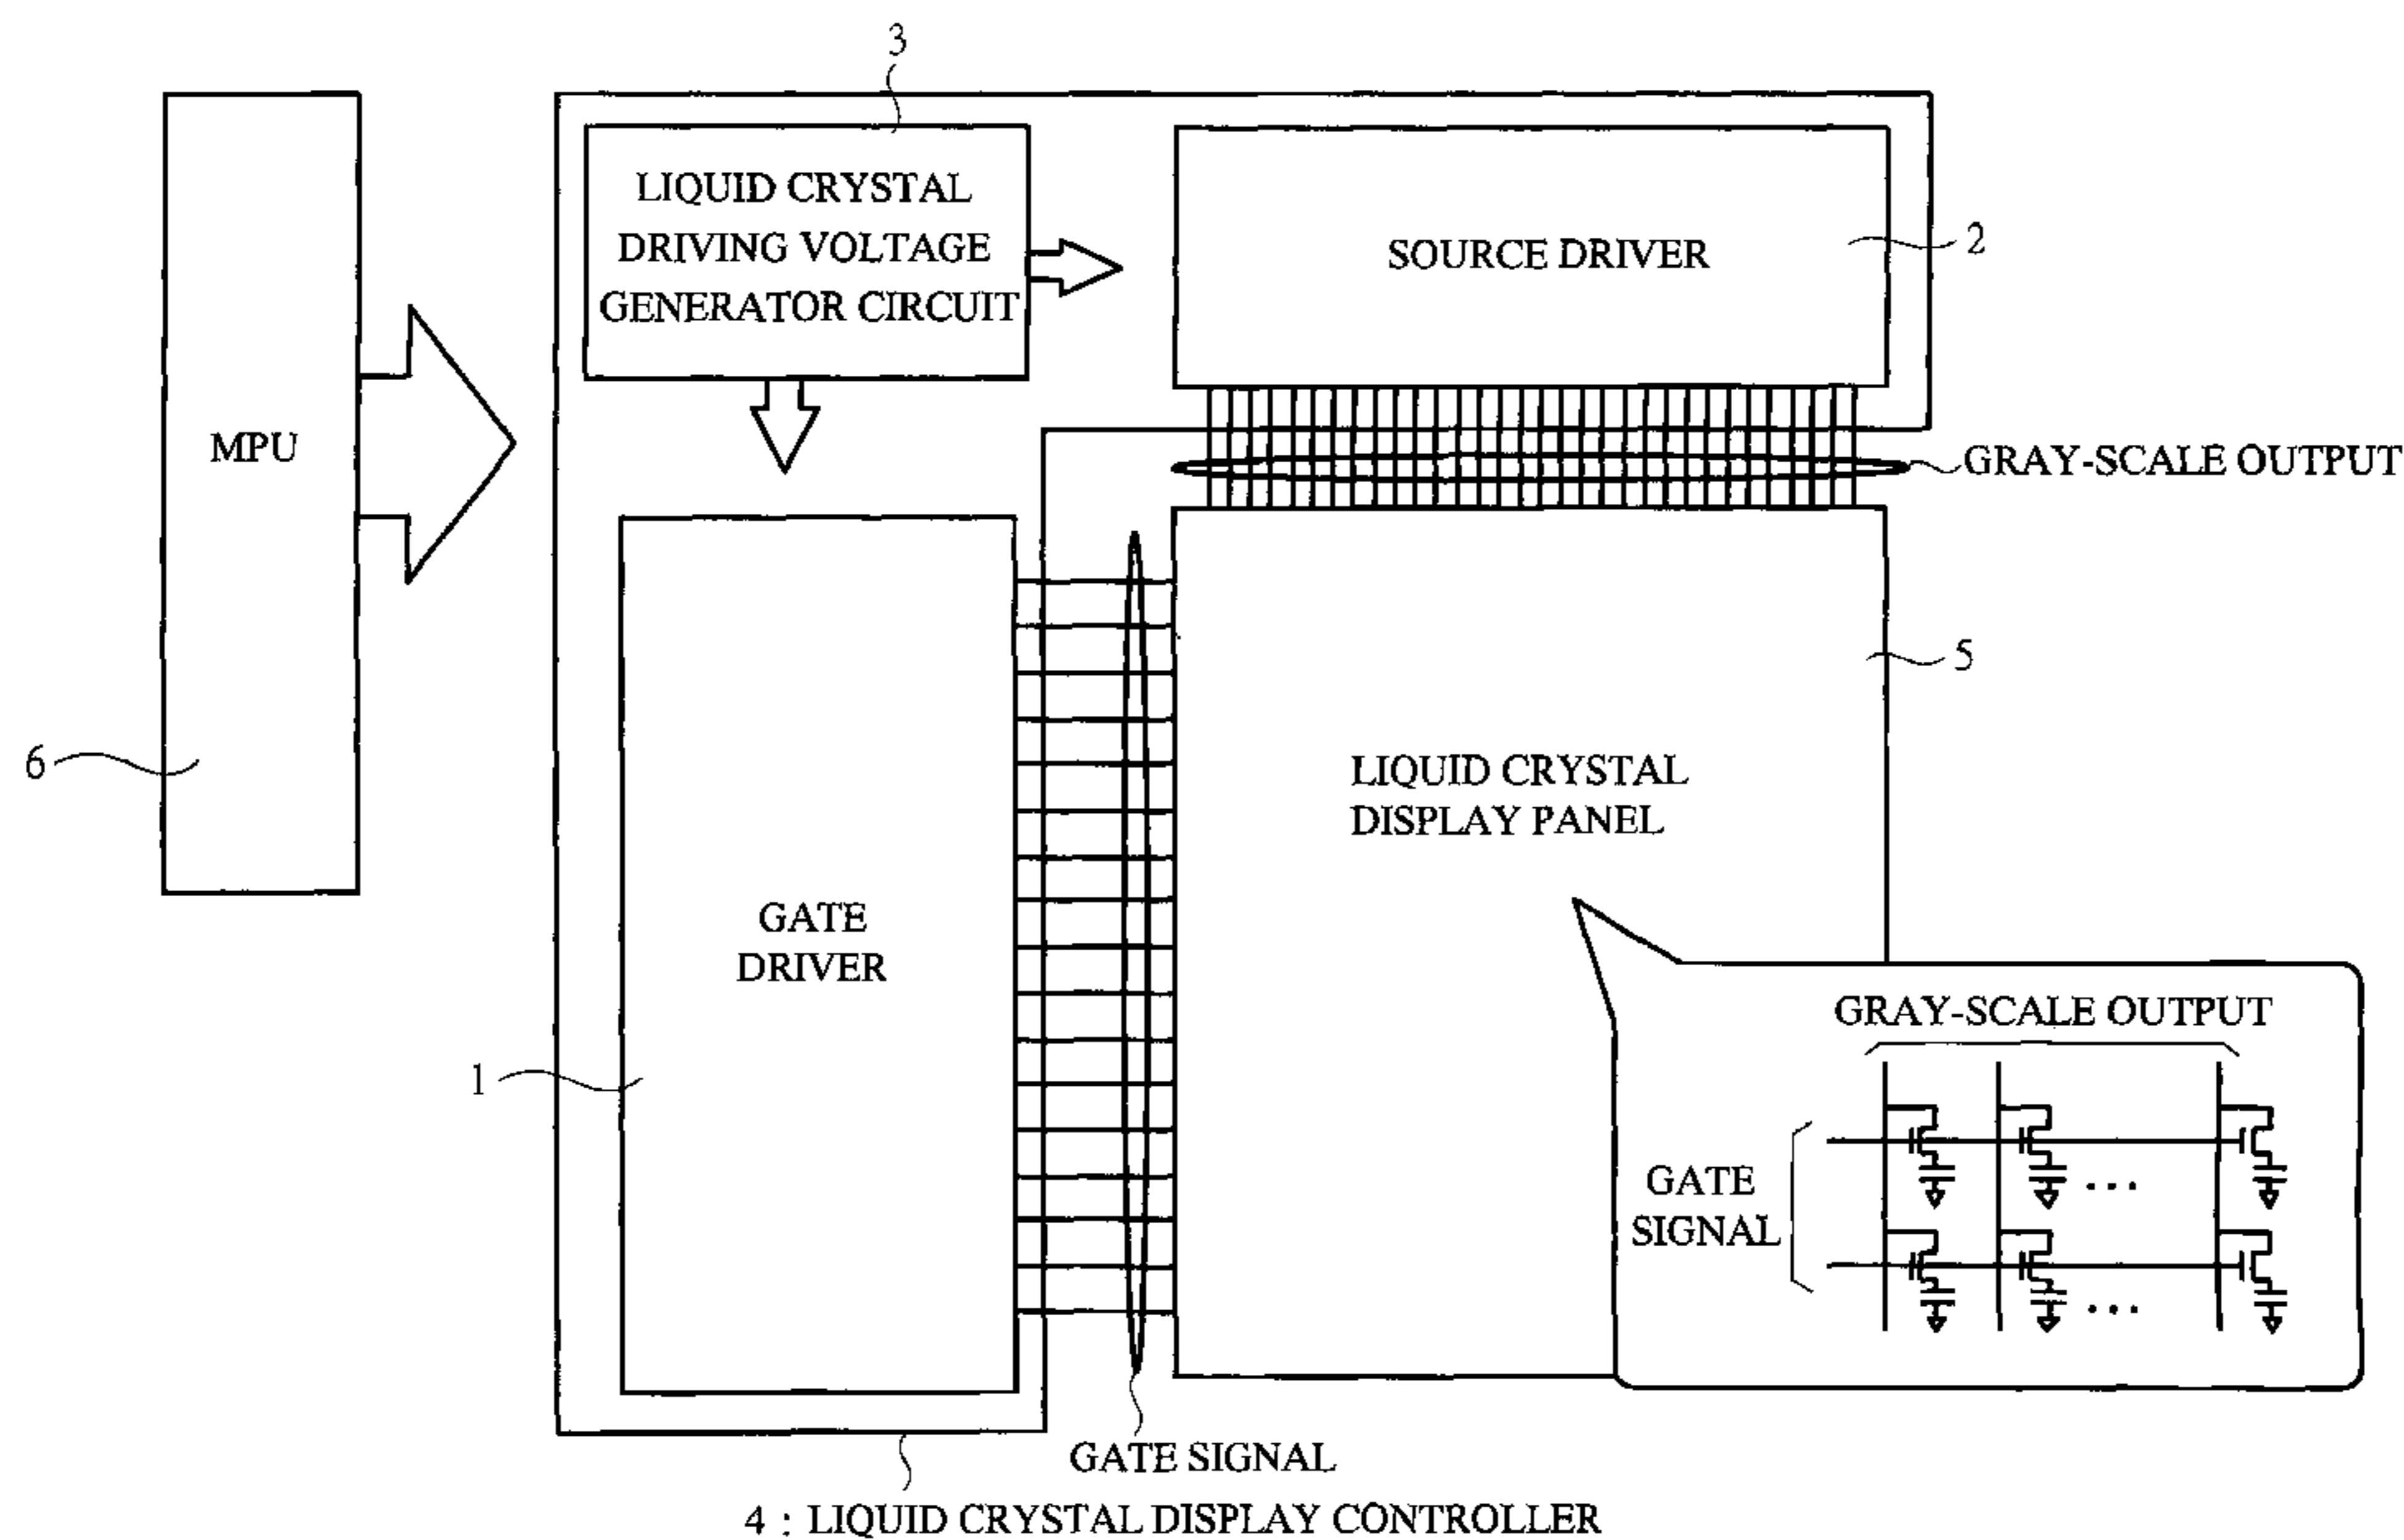 3
LIQUID CRYSTAL
DRIVING VOLTAGE
GENERATOR CIRCUIT
SOURCE DRIVER
2
MPU
GRAY-SCALE OUTPUT
5
6
LIQUID CRYSTAL
DISPLAY PANEL
GATE
DRIVER
1
GRAY-SCALE OUTPUT
GATE
SIGNAL
...
...
GATE SIGNAL
4 : LIQUID CRYSTAL DISPLAY CONTROLLER